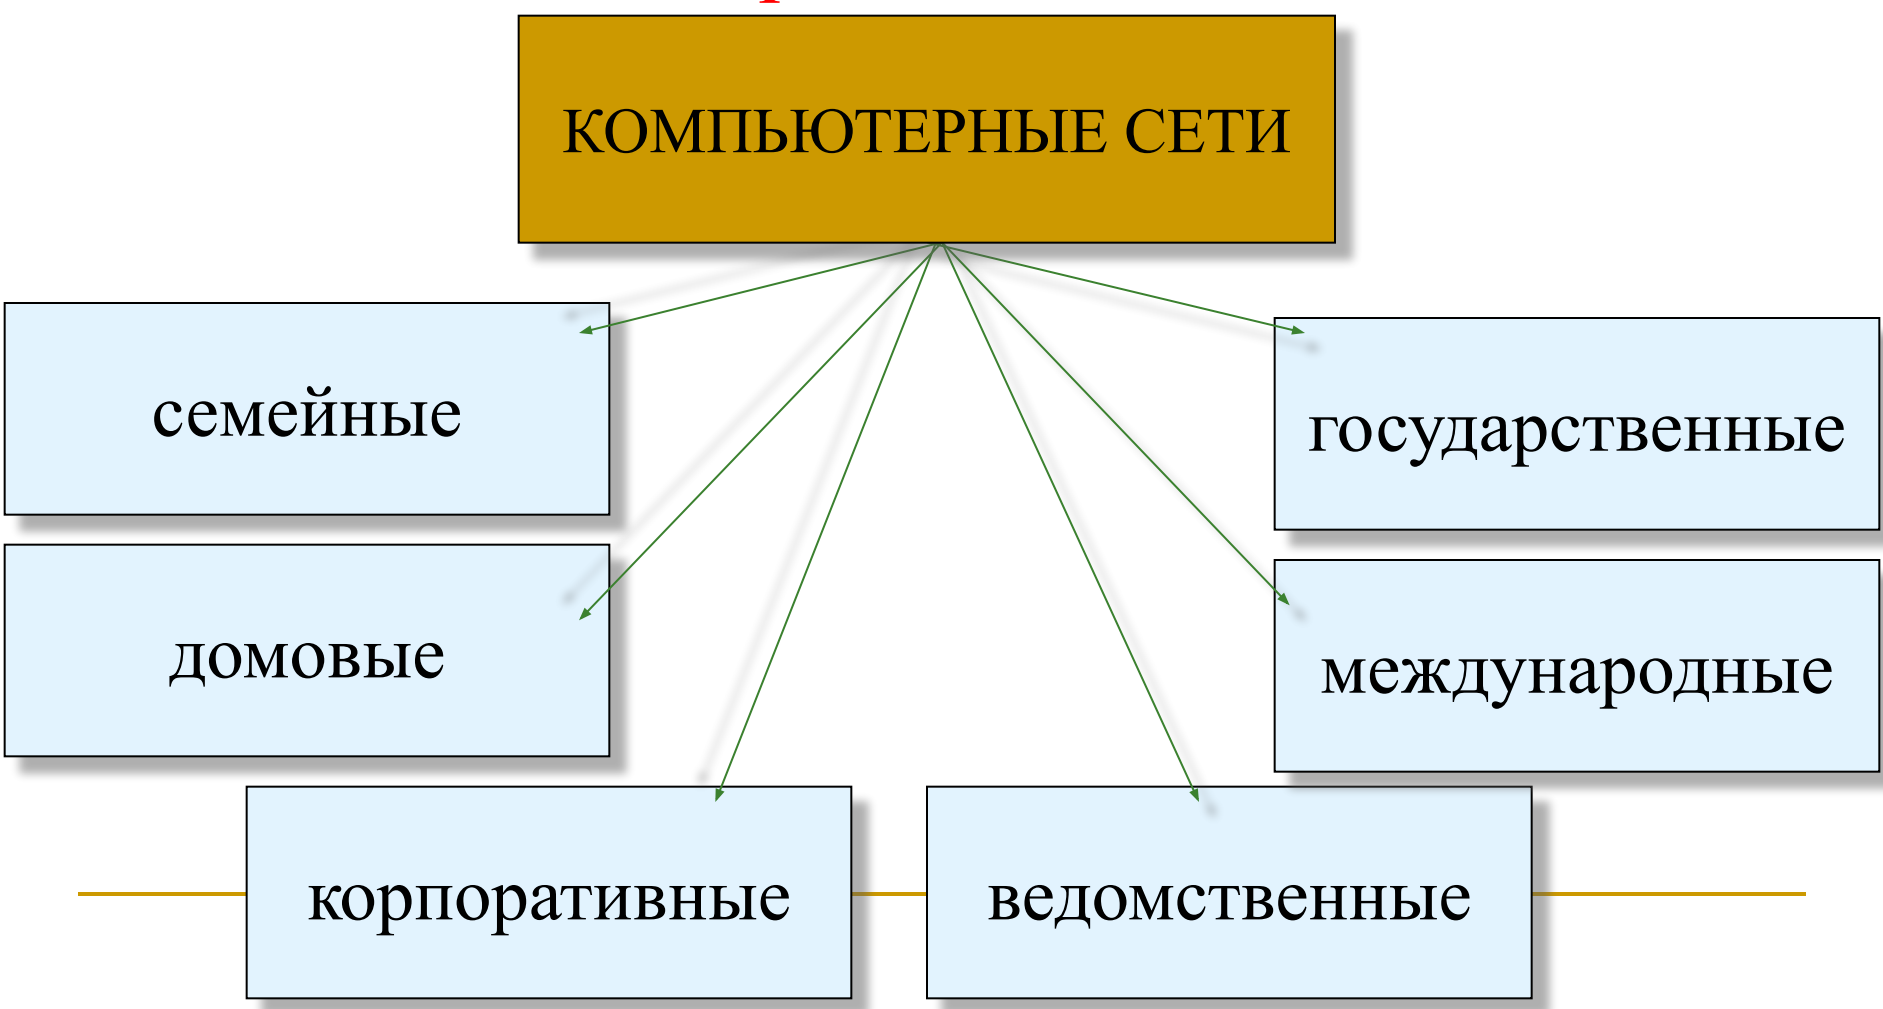 КОМПЬЮТЕРНЫЕ СЕТИ
семейные
государственные
домовые
международные
корпоративные
ведомственные